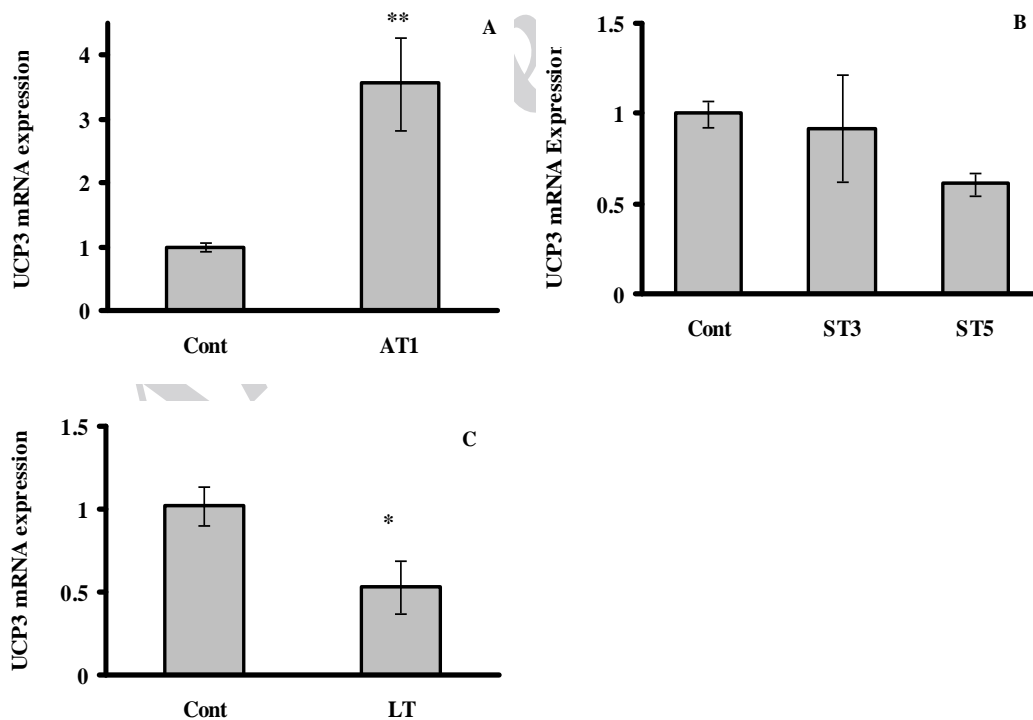 A
**
UCP3 mRNA expression
4
3
2
1
0
Cont AT1
B
UCP3 mRNA Expression
1.5
1
0.5
0
Cont ST3 ST5
C
*
UCP3 mRNA expression
1.5
1
0.5
0
Cont LT